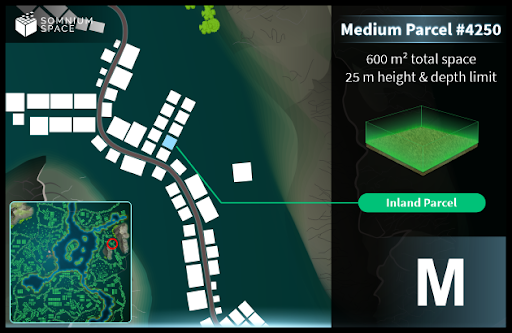 SOMNIUM
SPACE
Medium Parcel #4250
600 m² total space
25 m height & depth limit
Inland Parcel
M